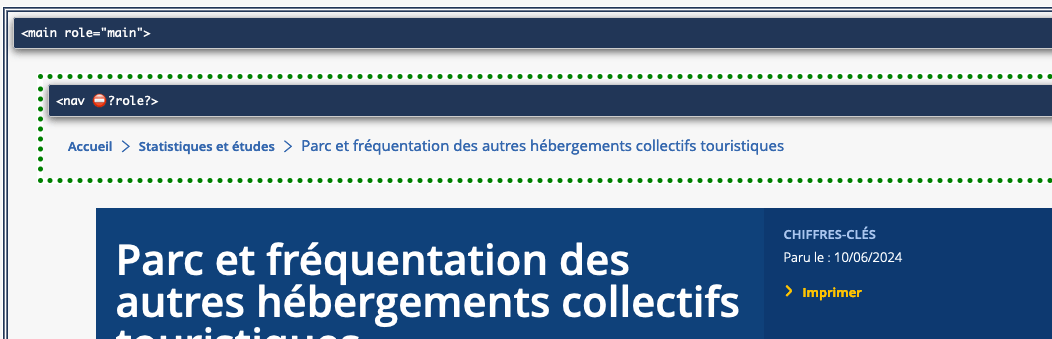 <main role="main">
<nav ⛔?role?>
Accueil > Statistiques et études > Parc et fréquentation des autres hébergements collectifs touristiques
Parc et fréquentation des
autres hébergements collectifs
touristiques
CHIFFRES-CLÉS
Paru le : 10/06/2024
> Imprimer